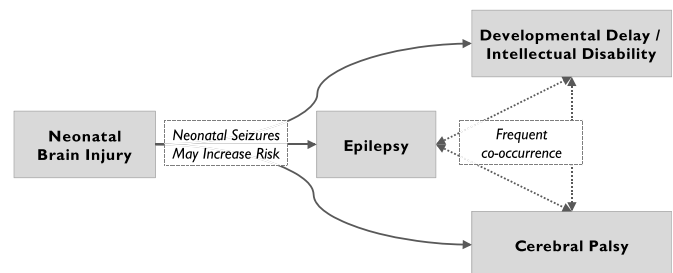 Developmental Delay /
Intellectual Disability
Neonatal
Brain Injury
Neonatal Seizures
May Increase Risk
Epilepsy
Frequent
co-occurrence
Cerebral Palsy